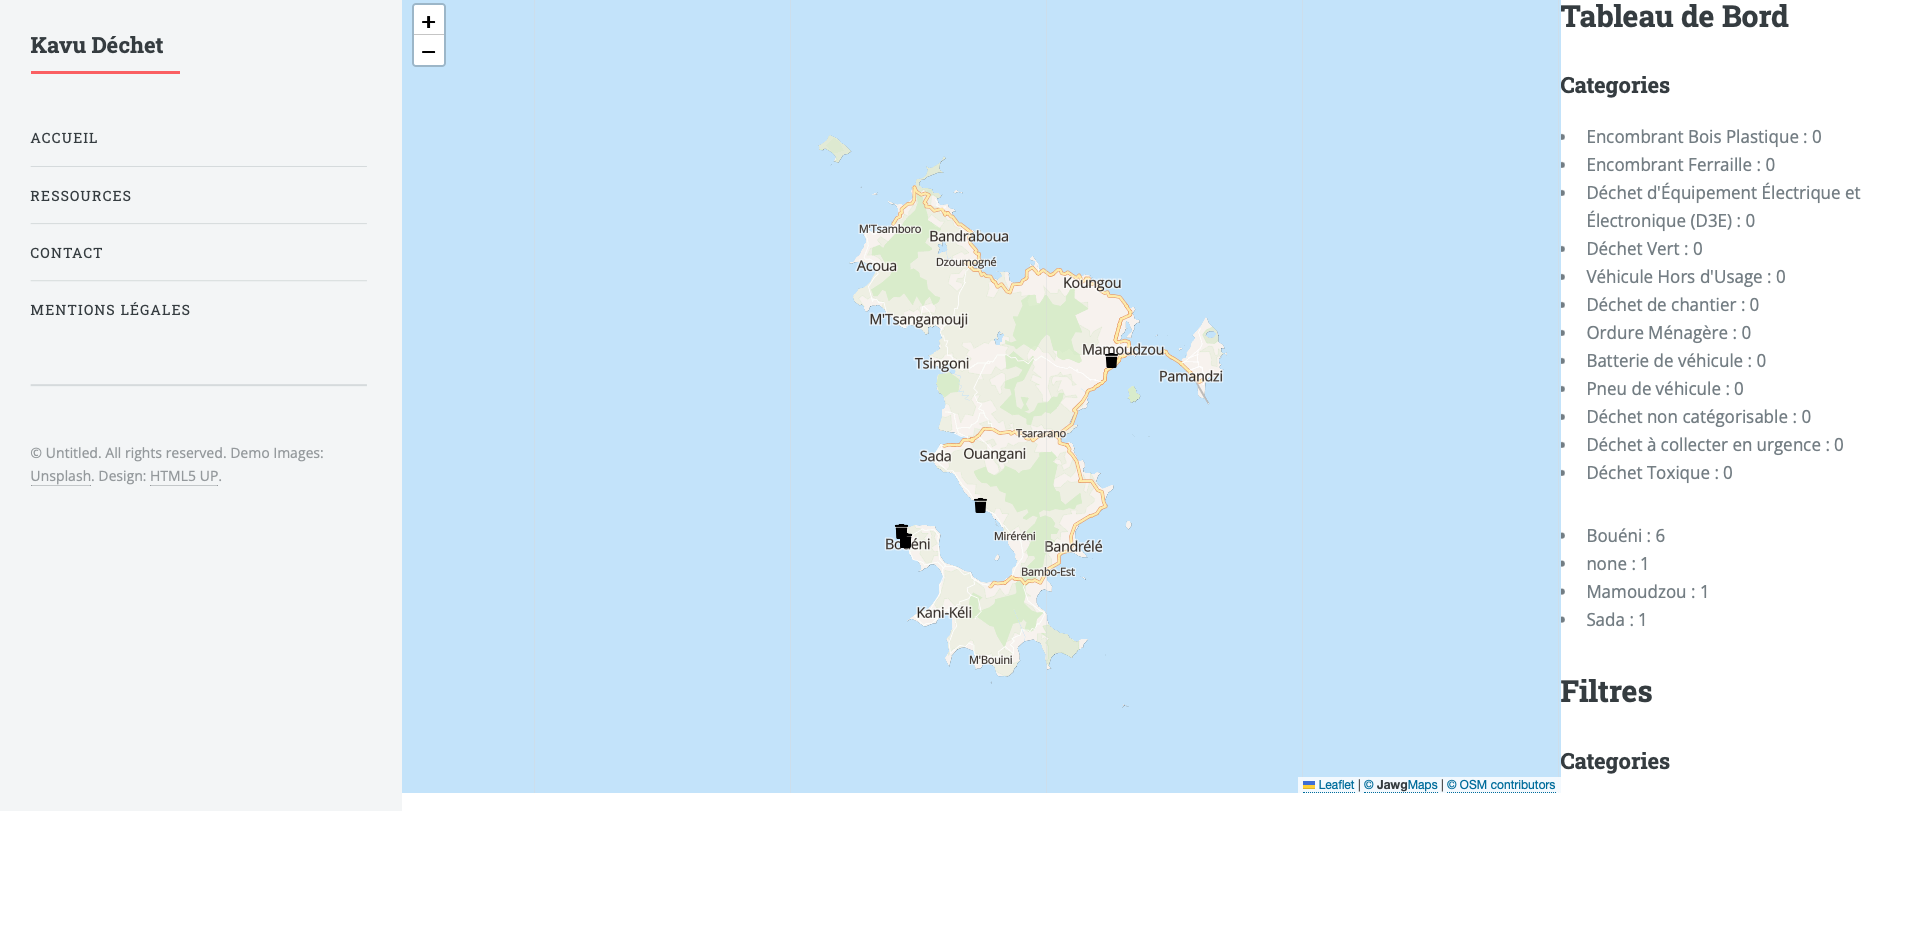 Kavu Déchet
ACCUEIL
RESSOURCES
CONTACT
MENTIONS LÉGALES
© Untitled. All rights reserved. Demo Images:
Unsplash. Design: HTML5 UP.
+
−
M'Tsamboro
Bandraboua
Acoua
Dzoumogné
Koungou
M'Tsangamouji
Mamoudzou
Tsingoni
Pamandzi
Tsararano
Sada
Ouangani
Miréréni
Bouéni
Bandrélé
Bambo-Est
Kani-Kéli
M'Bouini
Leaflet | © JawgMaps | © OSM contributors
Tableau de Bord
Categories
Encombrant Bois Plastique : 0
Encombrant Ferraille : 0
Déchet d'Équipement Électrique et
Électronique (D3E) : 0
Déchet Vert : 0
Véhicule Hors d'Usage : 0
Déchet de chantier : 0
Ordure Ménagère : 0
Batterie de véhicule : 0
Pneu de véhicule : 0
Déchet non catégorisable : 0
Déchet à collecter en urgence : 0
Déchet Toxique : 0
Bouéni : 6
none : 1
Mamoudzou : 1
Sada : 1
Filtres
Categories